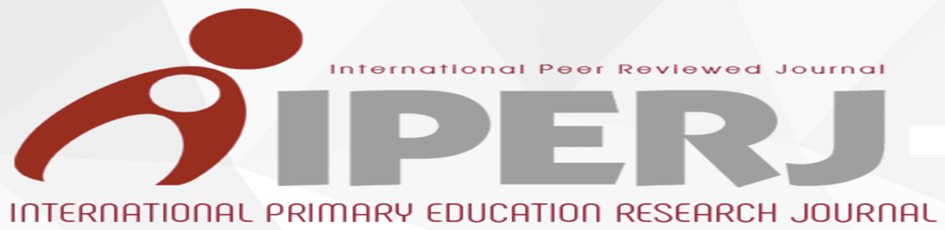 International Peer Reviewed Journal
IPERJ
INTERNATIONAL PRIMARY EDUCATION RESEARCH JOURNAL